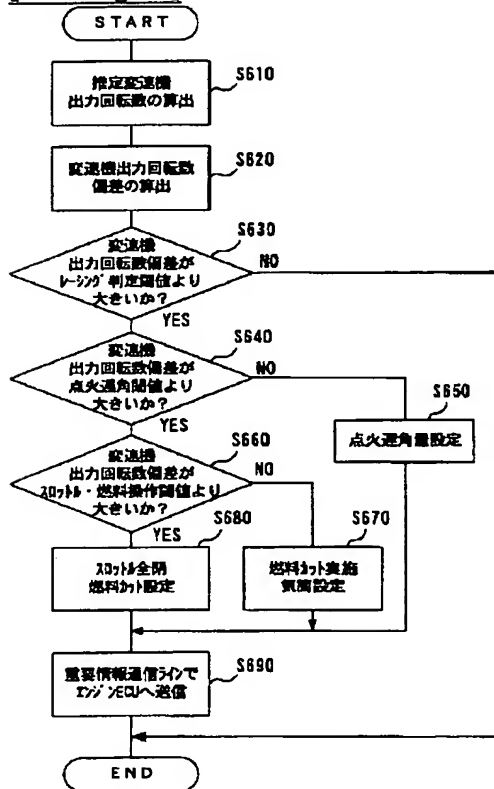 START
推定変速機
出力回転数の算出
S610
変速機出力回転数
偏差の算出
S620
変速機
出力回転数偏差が
レーシング判定閾値より
大きいか?
S630
NO
YES
変速機
出力回転数偏差が
点火遅角閾値より
大きいか?
S640
NO
YES
点火遅角量設定
S650
変速機
出力回転数偏差が
スロットル・燃料操作閾値より
大きいか?
S660
NO
YES
燃料カット実施
気筒設定
S670
スロットル全閉
燃料カット設定
S680
重要情報通信ラインで
エンジンECUへ送信
S690
END